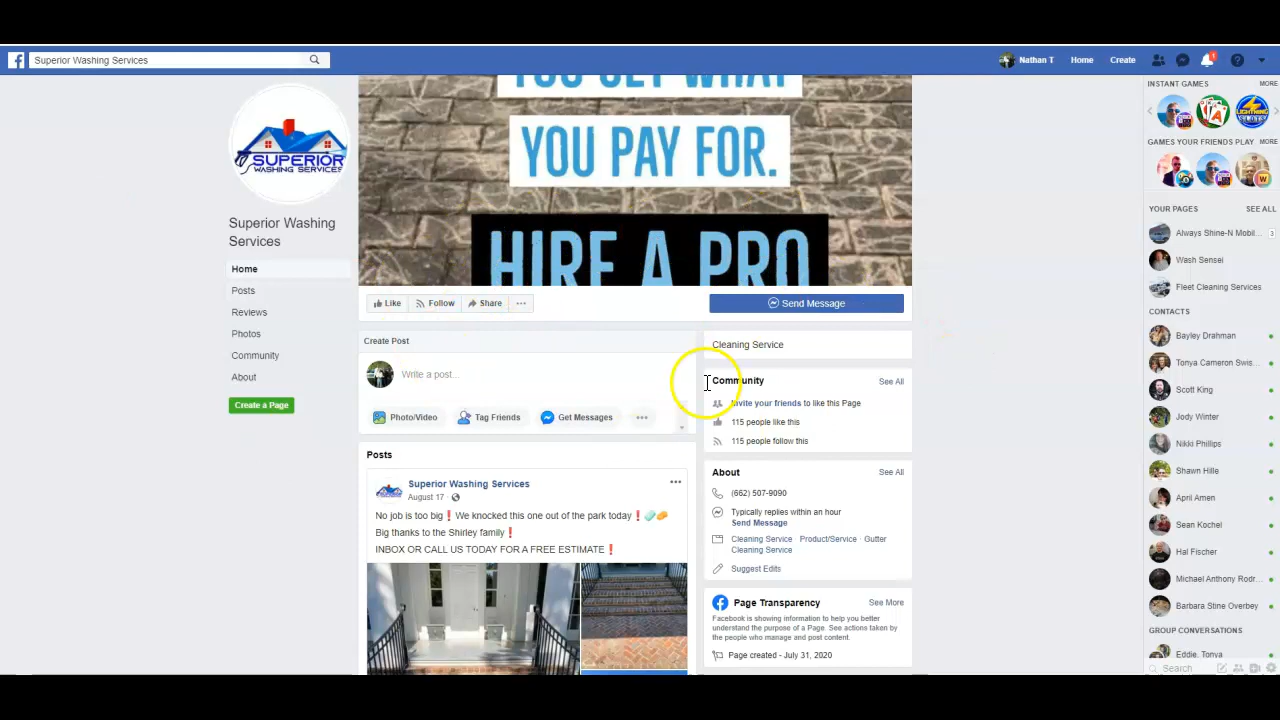 Superior Washing Services
Nathan T
Home
Create
1
YOU GET WHAT
YOU PAY FOR.
HIRE A PRO
SUPERIOR
WASHING SERVICES
Superior Washing
Services
Home
Posts
Reviews
Photos
Community
About
Create a Page
Like
Follow
Share
Send Message
Create Post
Write a post...
Photo/Video
Tag Friends
Get Messages
Posts
Superior Washing Services
August 17 ·
No job is too big❗We knocked this one out of the park today❗
Big thanks to the Shirley family❗
INBOX OR CALL US TODAY FOR A FREE ESTIMATE❗
Cleaning Service
Community
See All
Invite your friends to like this Page
115 people like this
115 people follow this
About
See All
(662) 507-9090
Typically replies within an hour
Send Message
Cleaning Service · Product/Service · Gutter
Cleaning Service
Suggest Edits
Page Transparency
See More
Facebook is showing information to help you better
understand the purpose of a Page. See actions taken by
the people who manage and post content.
Page created - July 31, 2020
INSTANT GAMES
MORE
GAMES YOUR FRIENDS PLAY
MORE
YOUR PAGES
SEE ALL
Always Shine-N Mobil...
3
Wash Sensei
Fleet Cleaning Services
CONTACTS
Bayley Drahman
Tonya Cameron Swis...
Scott King
Jody Winter
Nikki Phillips
Shawn Hille
April Amen
Sean Kochel
Hal Fischer
Michael Anthony Rodr...
Barbara Stine Overbey
GROUP CONVERSATIONS
Eddie, Tonya
Search